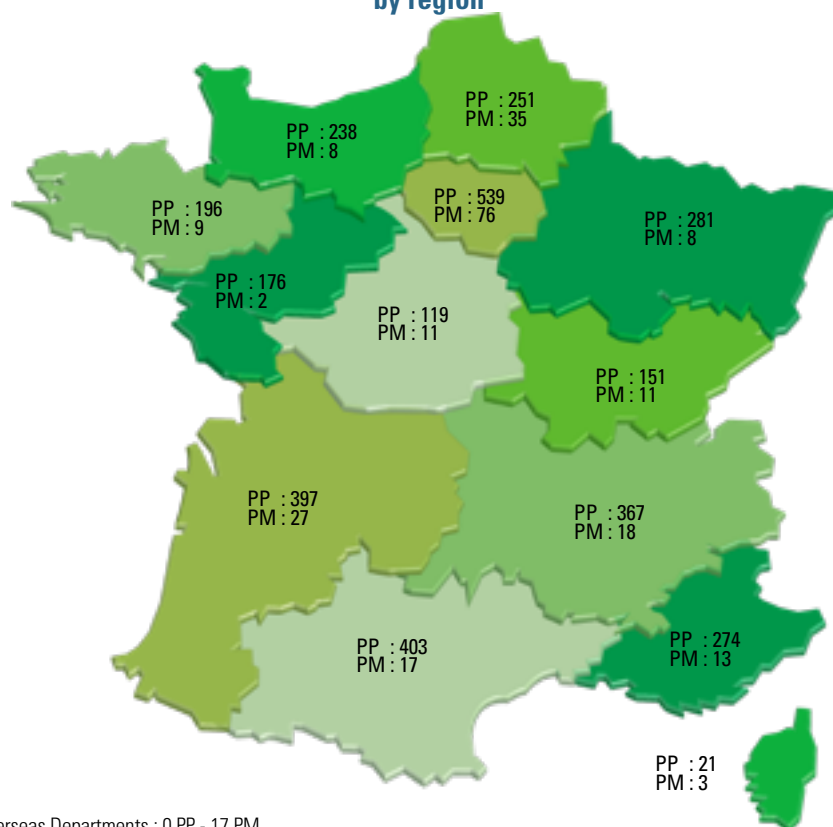 by region
PP : 251
PM : 35
PP : 238
PM : 8
PP : 539
PM : 76
PP : 196
PM : 9
PP : 281
PM : 8
PP : 176
PM : 2
PP : 119
PM : 11
PP : 151
PM : 11
PP : 397
PM : 27
PP : 367
PM : 18
PP : 403
PM : 17
PP : 274
PM : 13
PP : 21
PM : 3
erseas Departments : 0 PP - 17 PM